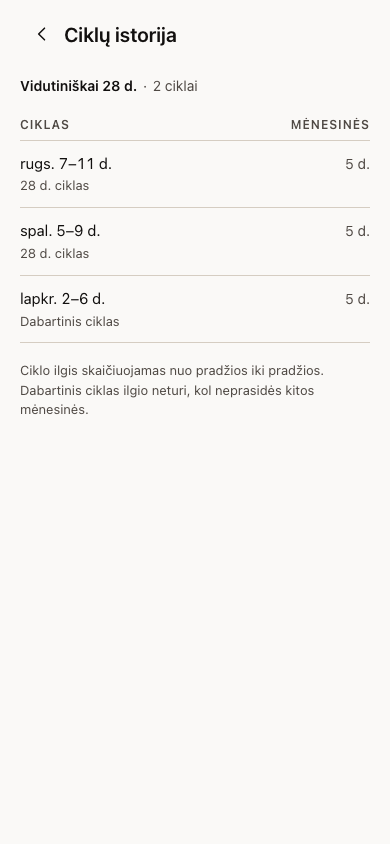 Ciklų istorija
Vidutiniškai 28 d. · 2 ciklai
CIKLAS MĖNESINĖS
rugs. 7–11 d. 5 d.
28 d. ciklas
spal. 5–9 d. 5 d.
28 d. ciklas
lapkr. 2–6 d. 5 d.
Dabartinis ciklas
Ciklo ilgis skaičiuojamas nuo pradžios iki pradžios.
Dabartinis ciklas ilgio neturi, kol neprasidės kitos
mėnesinės.